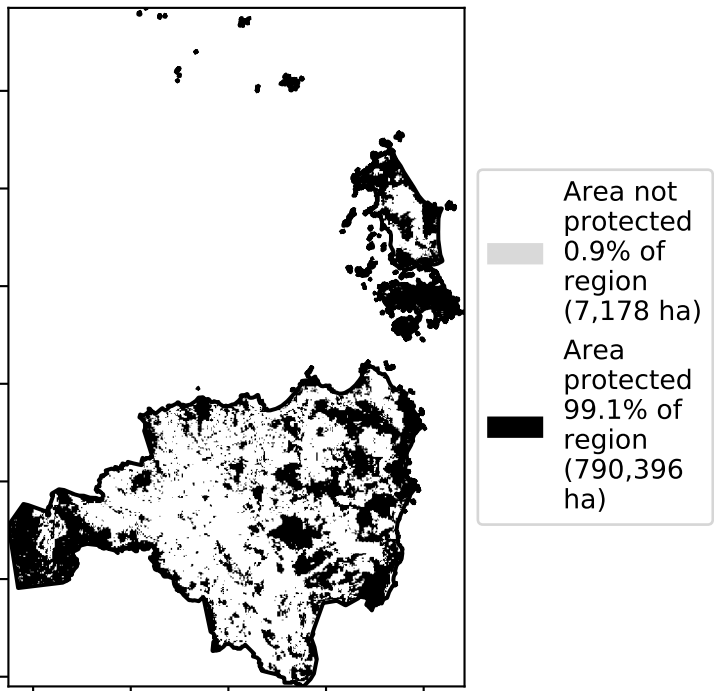 Area not
protected
0.9% of
region
(7,178 ha)
Area
protected
99.1% of
region
(790,396
ha)